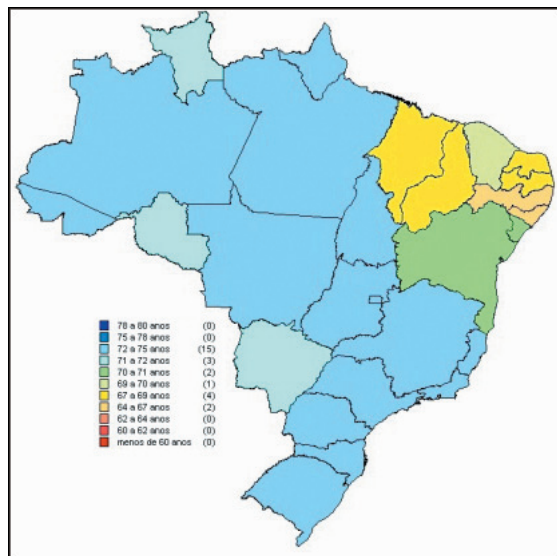 78 a 80 anos (0)
75 a 78 anos (0)
72 a 75 anos (15)
71 a 72 anos (3)
70 a 71 anos (2)
69 a 70 anos (1)
67 a 69 anos (4)
64 a 67 anos (2)
62 a 64 anos (0)
60 a 62 anos (0)
menos de 60 anos (0)